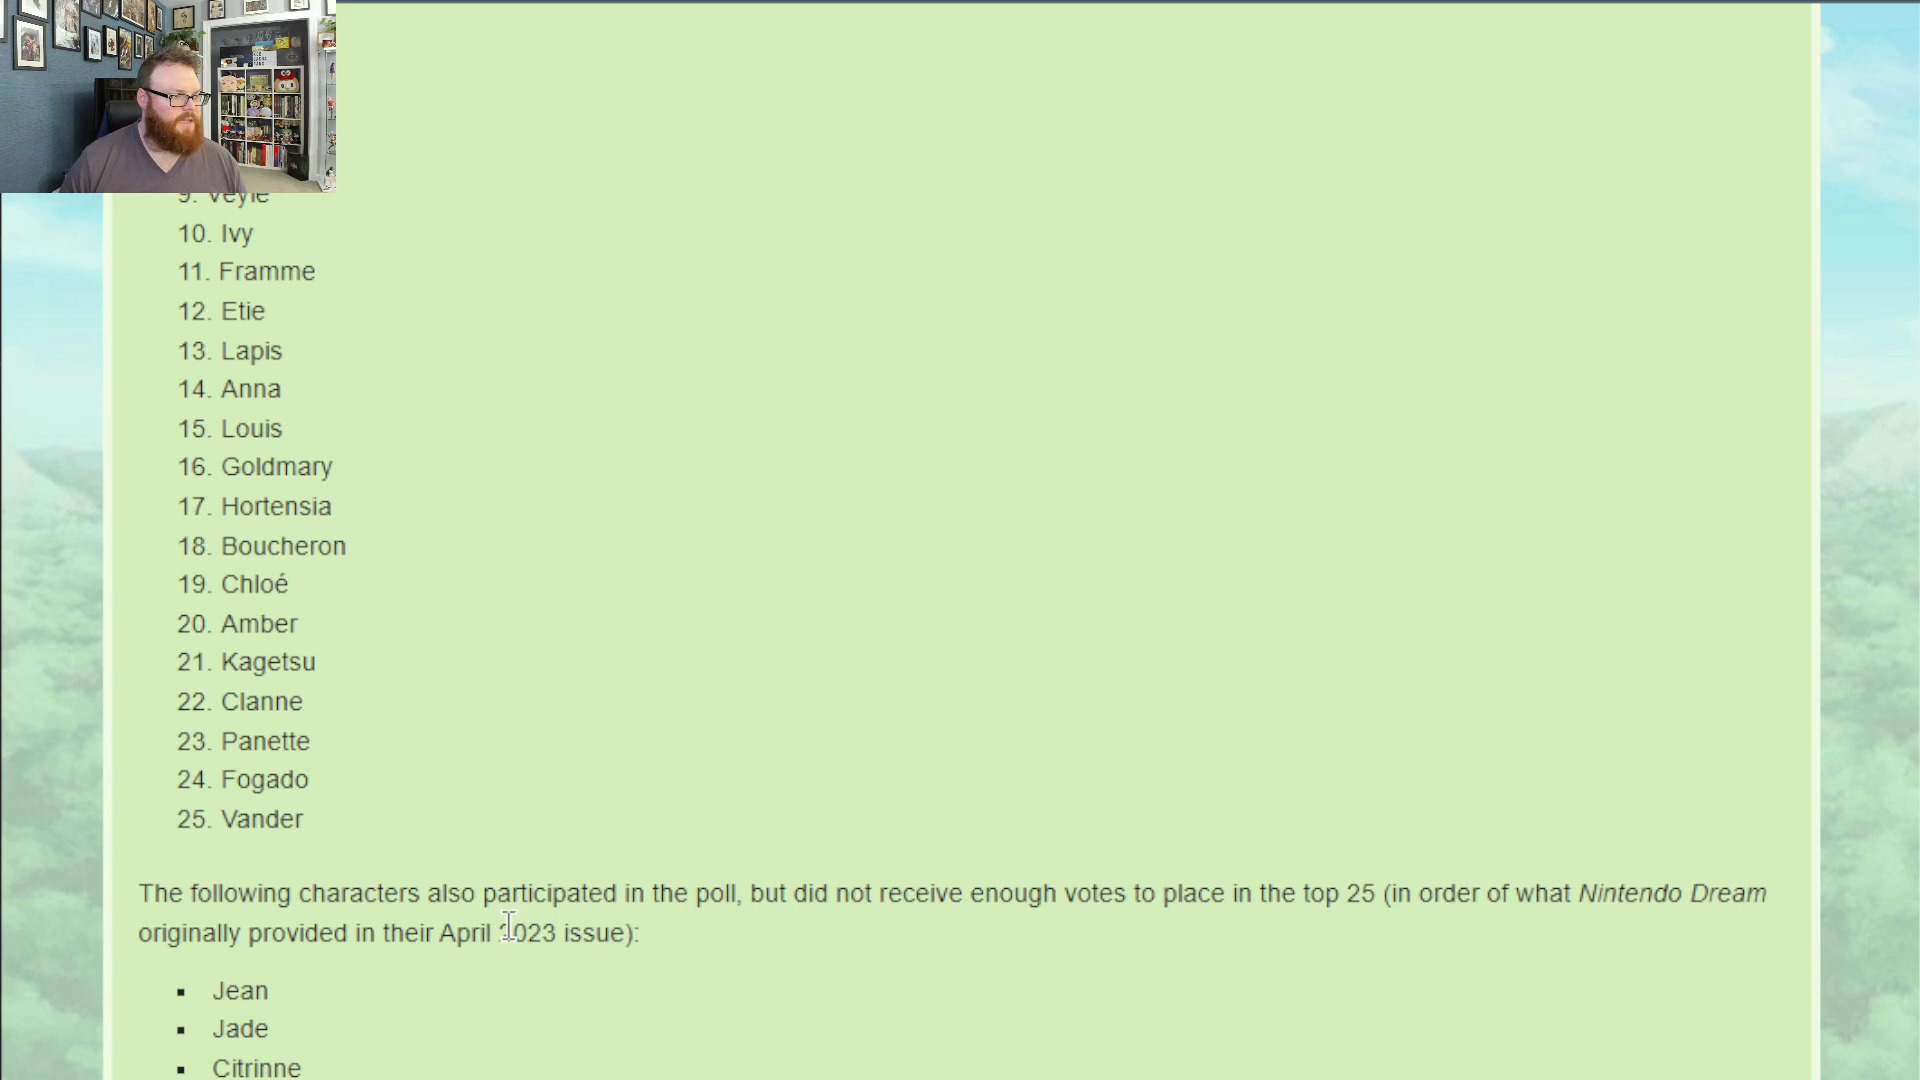 9. Veyle
10. Ivy
11. Framme
12. Etie
13. Lapis
14. Anna
15. Louis
16. Goldmary
17. Hortensia
18. Boucheron
19. Chloé
20. Amber
21. Kagetsu
22. Clanne
23. Panette
24. Fogado
25. Vander
The following characters also participated in the poll, but did not receive enough votes to place in the top 25 (in order of what Nintendo Dream
originally provided in their April 2023 issue):
▪ Jean
▪ Jade
▪ Citrinne